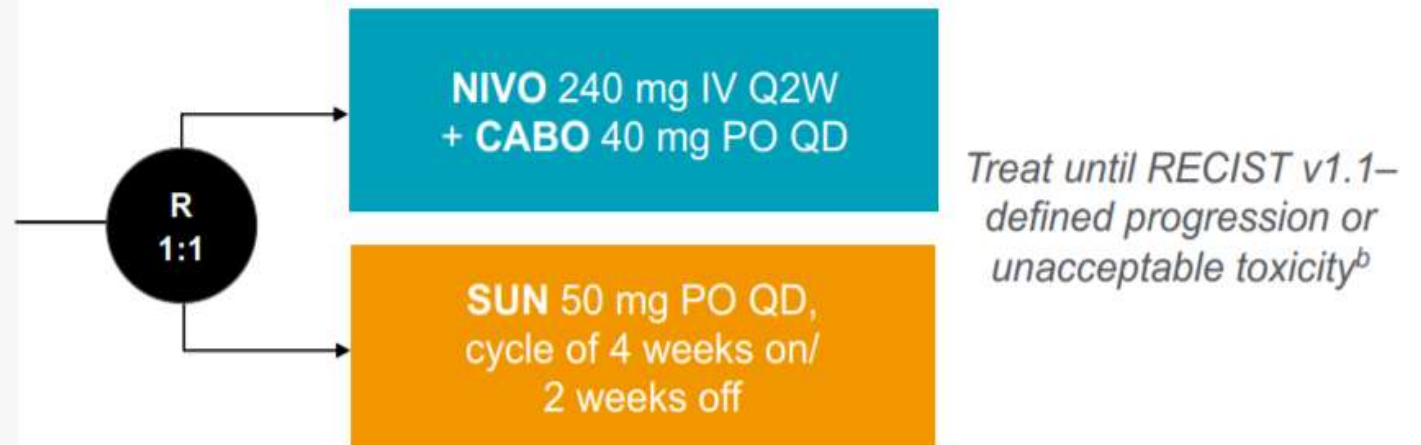 R
1:1
NIVO 240 mg IV Q2W
+ CABO 40 mg PO QD
SUN 50 mg PO QD,
cycle of 4 weeks on/
2 weeks off
Treat until RECIST v1.1–
defined progression or
unacceptable toxicityᵇ